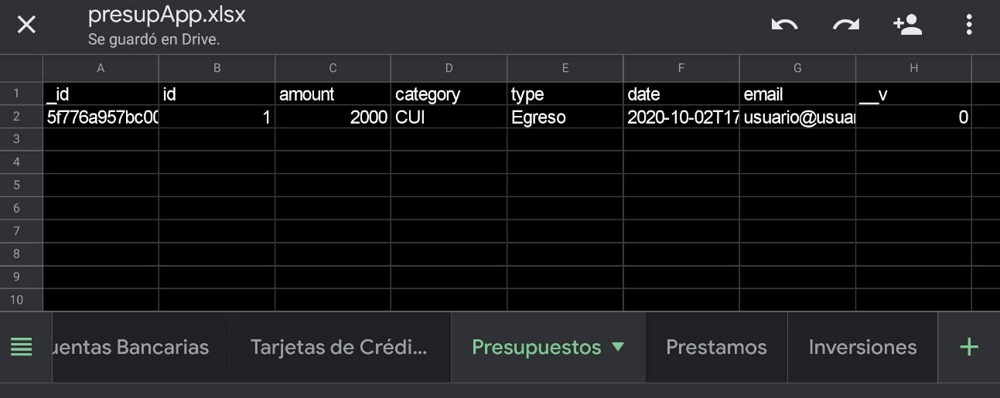 presupApp.xlsx
Se guardó en Drive.
A B C D E F G H
1 _id id amount category type date email __v
2 5f776a957bc00 1 2000 CUI Egreso 2020-10-02T17 usuario@usuar 0
3
4
5
6
7
8
9
10
uentas Bancarias Tarjetas de Crédi... Presupuestos Prestamos Inversiones